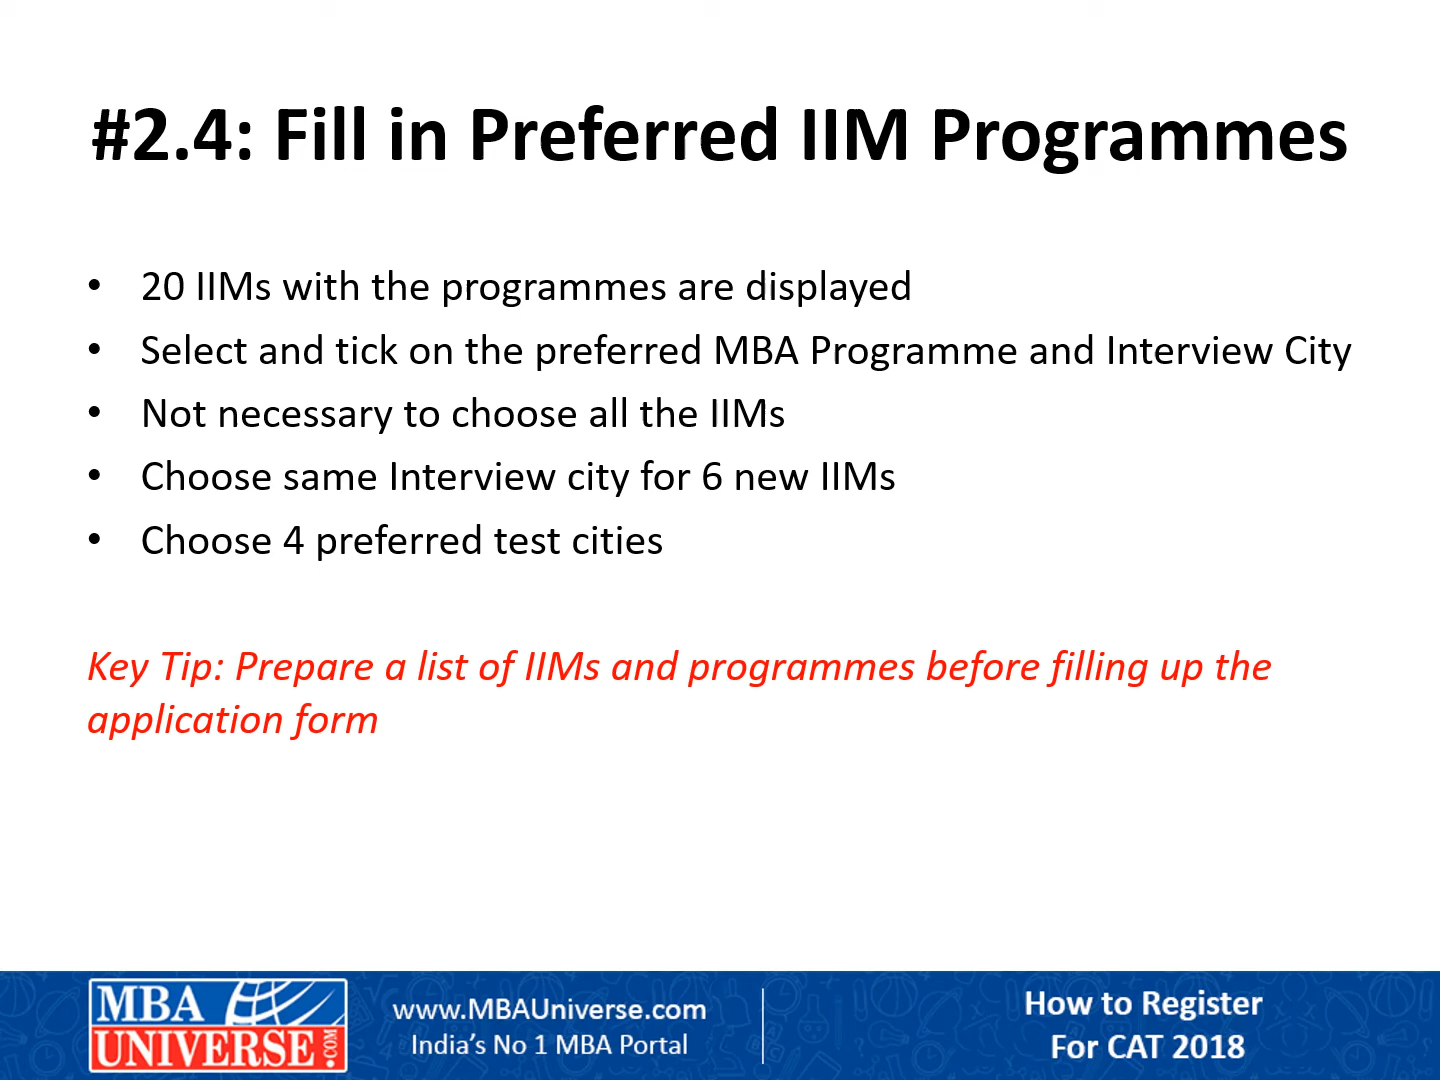 #2.4: Fill in Preferred IIM Programmes
• 20 IIMs with the programmes are displayed
• Select and tick on the preferred MBA Programme and Interview City
• Not necessary to choose all the IIMs
• Choose same Interview city for 6 new IIMs
• Choose 4 preferred test cities
Key Tip: Prepare a list of IIMs and programmes before filling up the
application form
MBA
UNIVERSE.COM
www.MBAUniverse.com
India's No 1 MBA Portal
How to Register
For CAT 2018